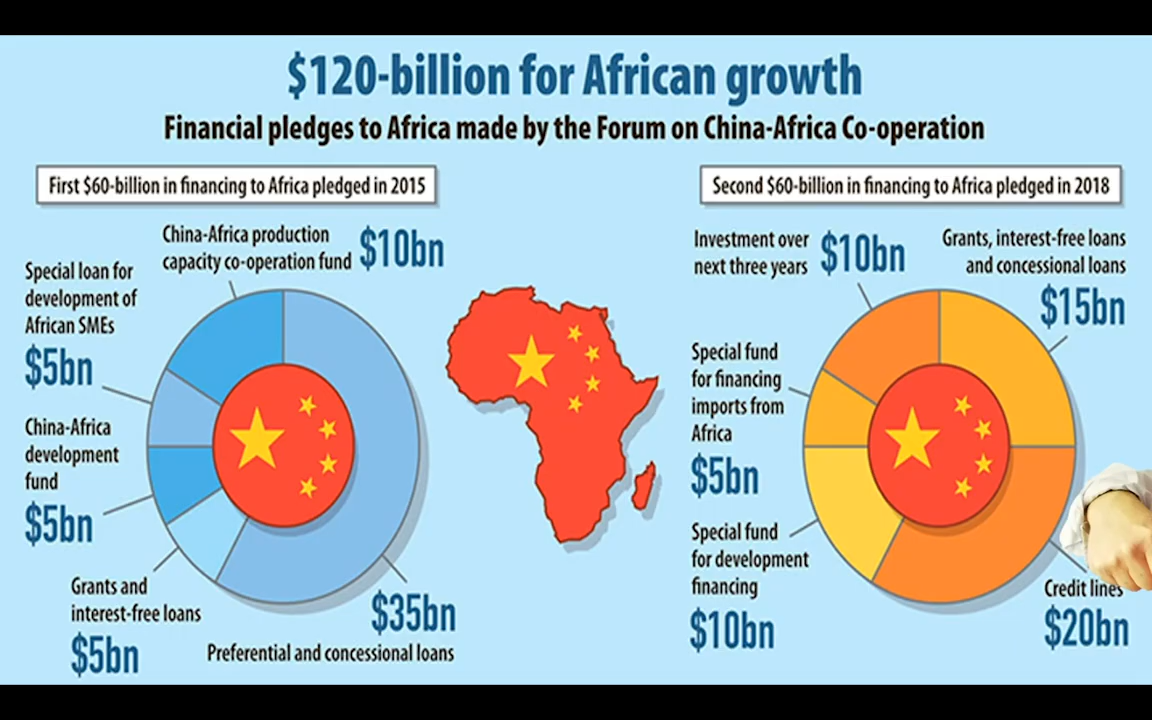 $120-billion for African growth
Financial pledges to Africa made by the Forum on China-Africa Co-operation
First $60-billion in financing to Africa pledged in 2015
China-Africa production
capacity co-operation fund
$10bn
Special loan for
development of
African SMEs
$5bn
China-Africa
development
fund
$5bn
Grants and
interest-free loans
$5bn
$35bn
Preferential and concessional loans
Second $60-billion in financing to Africa pledged in 2018
Investment over
next three years
$10bn
Grants, interest-free loans
and concessional loans
$15bn
Special fund
for financing
imports from
Africa
$5bn
Special fund
for development
financing
$10bn
Credit lines
$20bn